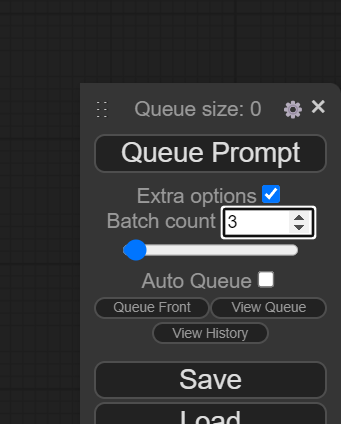 Queue size: 0
Queue Prompt
Extra options
Batch count 3
Auto Queue
Queue Front View Queue
View History
Save
Load